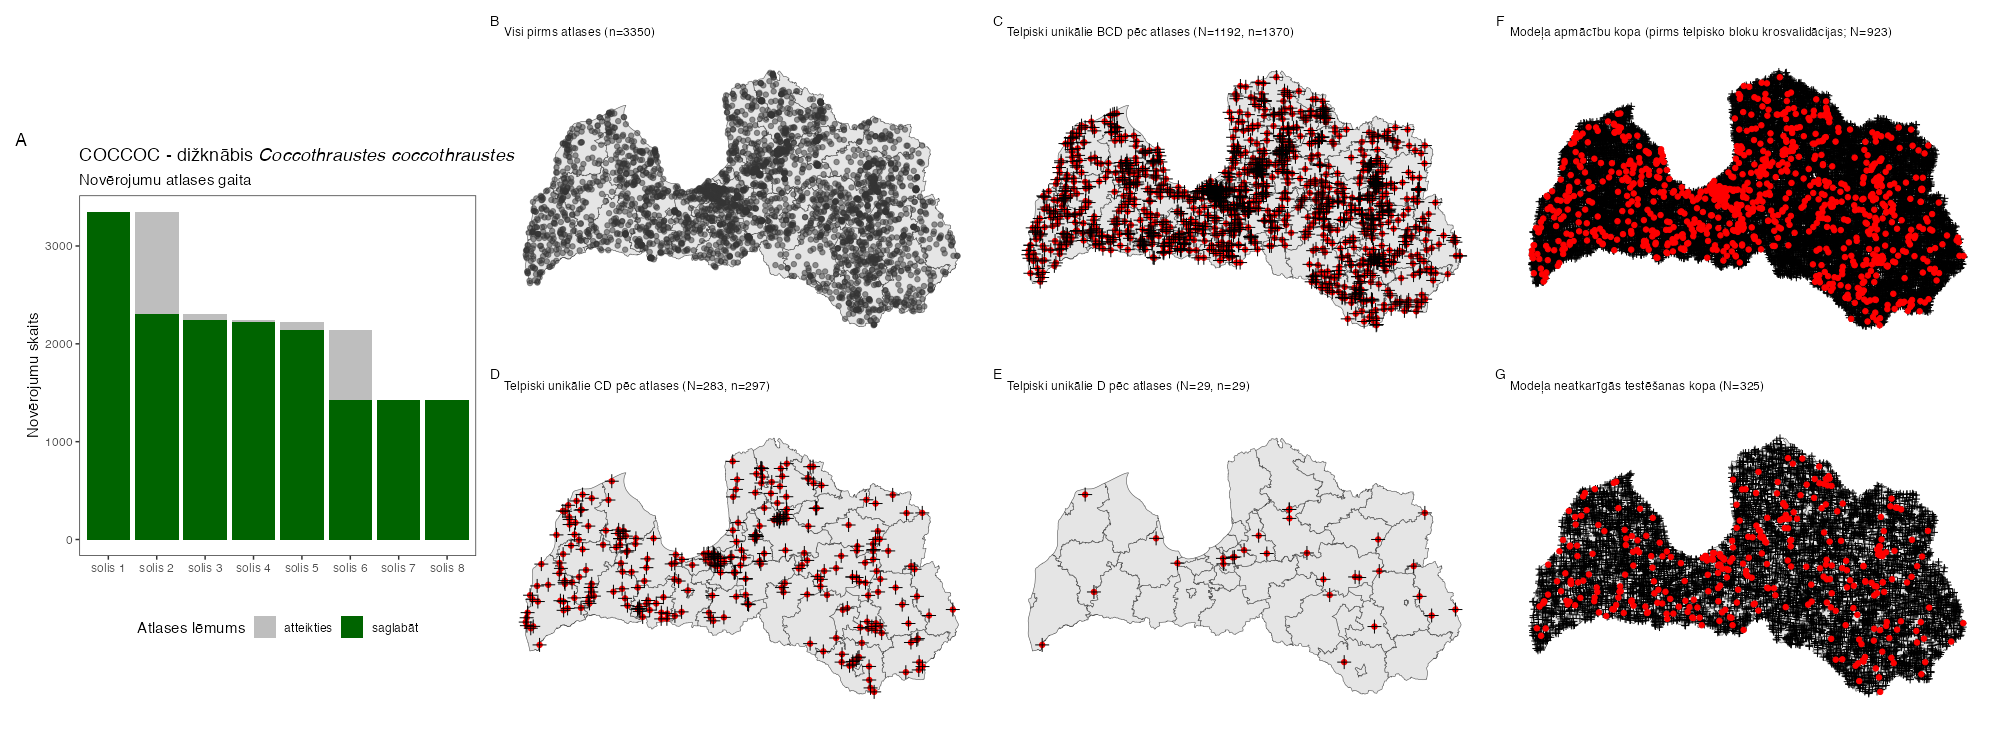 A
COCCOC - dižknābis Coccothraustes coccothraustes
Novērojumu atlases gaita
Novērojumu skaits
3000
2000
1000
0
solis 1
solis 2
solis 3
solis 4
solis 5
solis 6
solis 7
solis 8
Atlases lēmums
atteikties
saglabāt
B
Visi pirms atlases (n=3350)
C
Telpiski unikālie BCD pēc atlases (N=1192, n=1370)
F
Modeļa apmācību kopa (pirms telpisko bloku krosvalidācijas; N=923)
D
Telpiski unikālie CD pēc atlases (N=283, n=297)
E
Telpiski unikālie D pēc atlases (N=29, n=29)
G
Modeļa neatkarīgās testēšanas kopa (N=325)